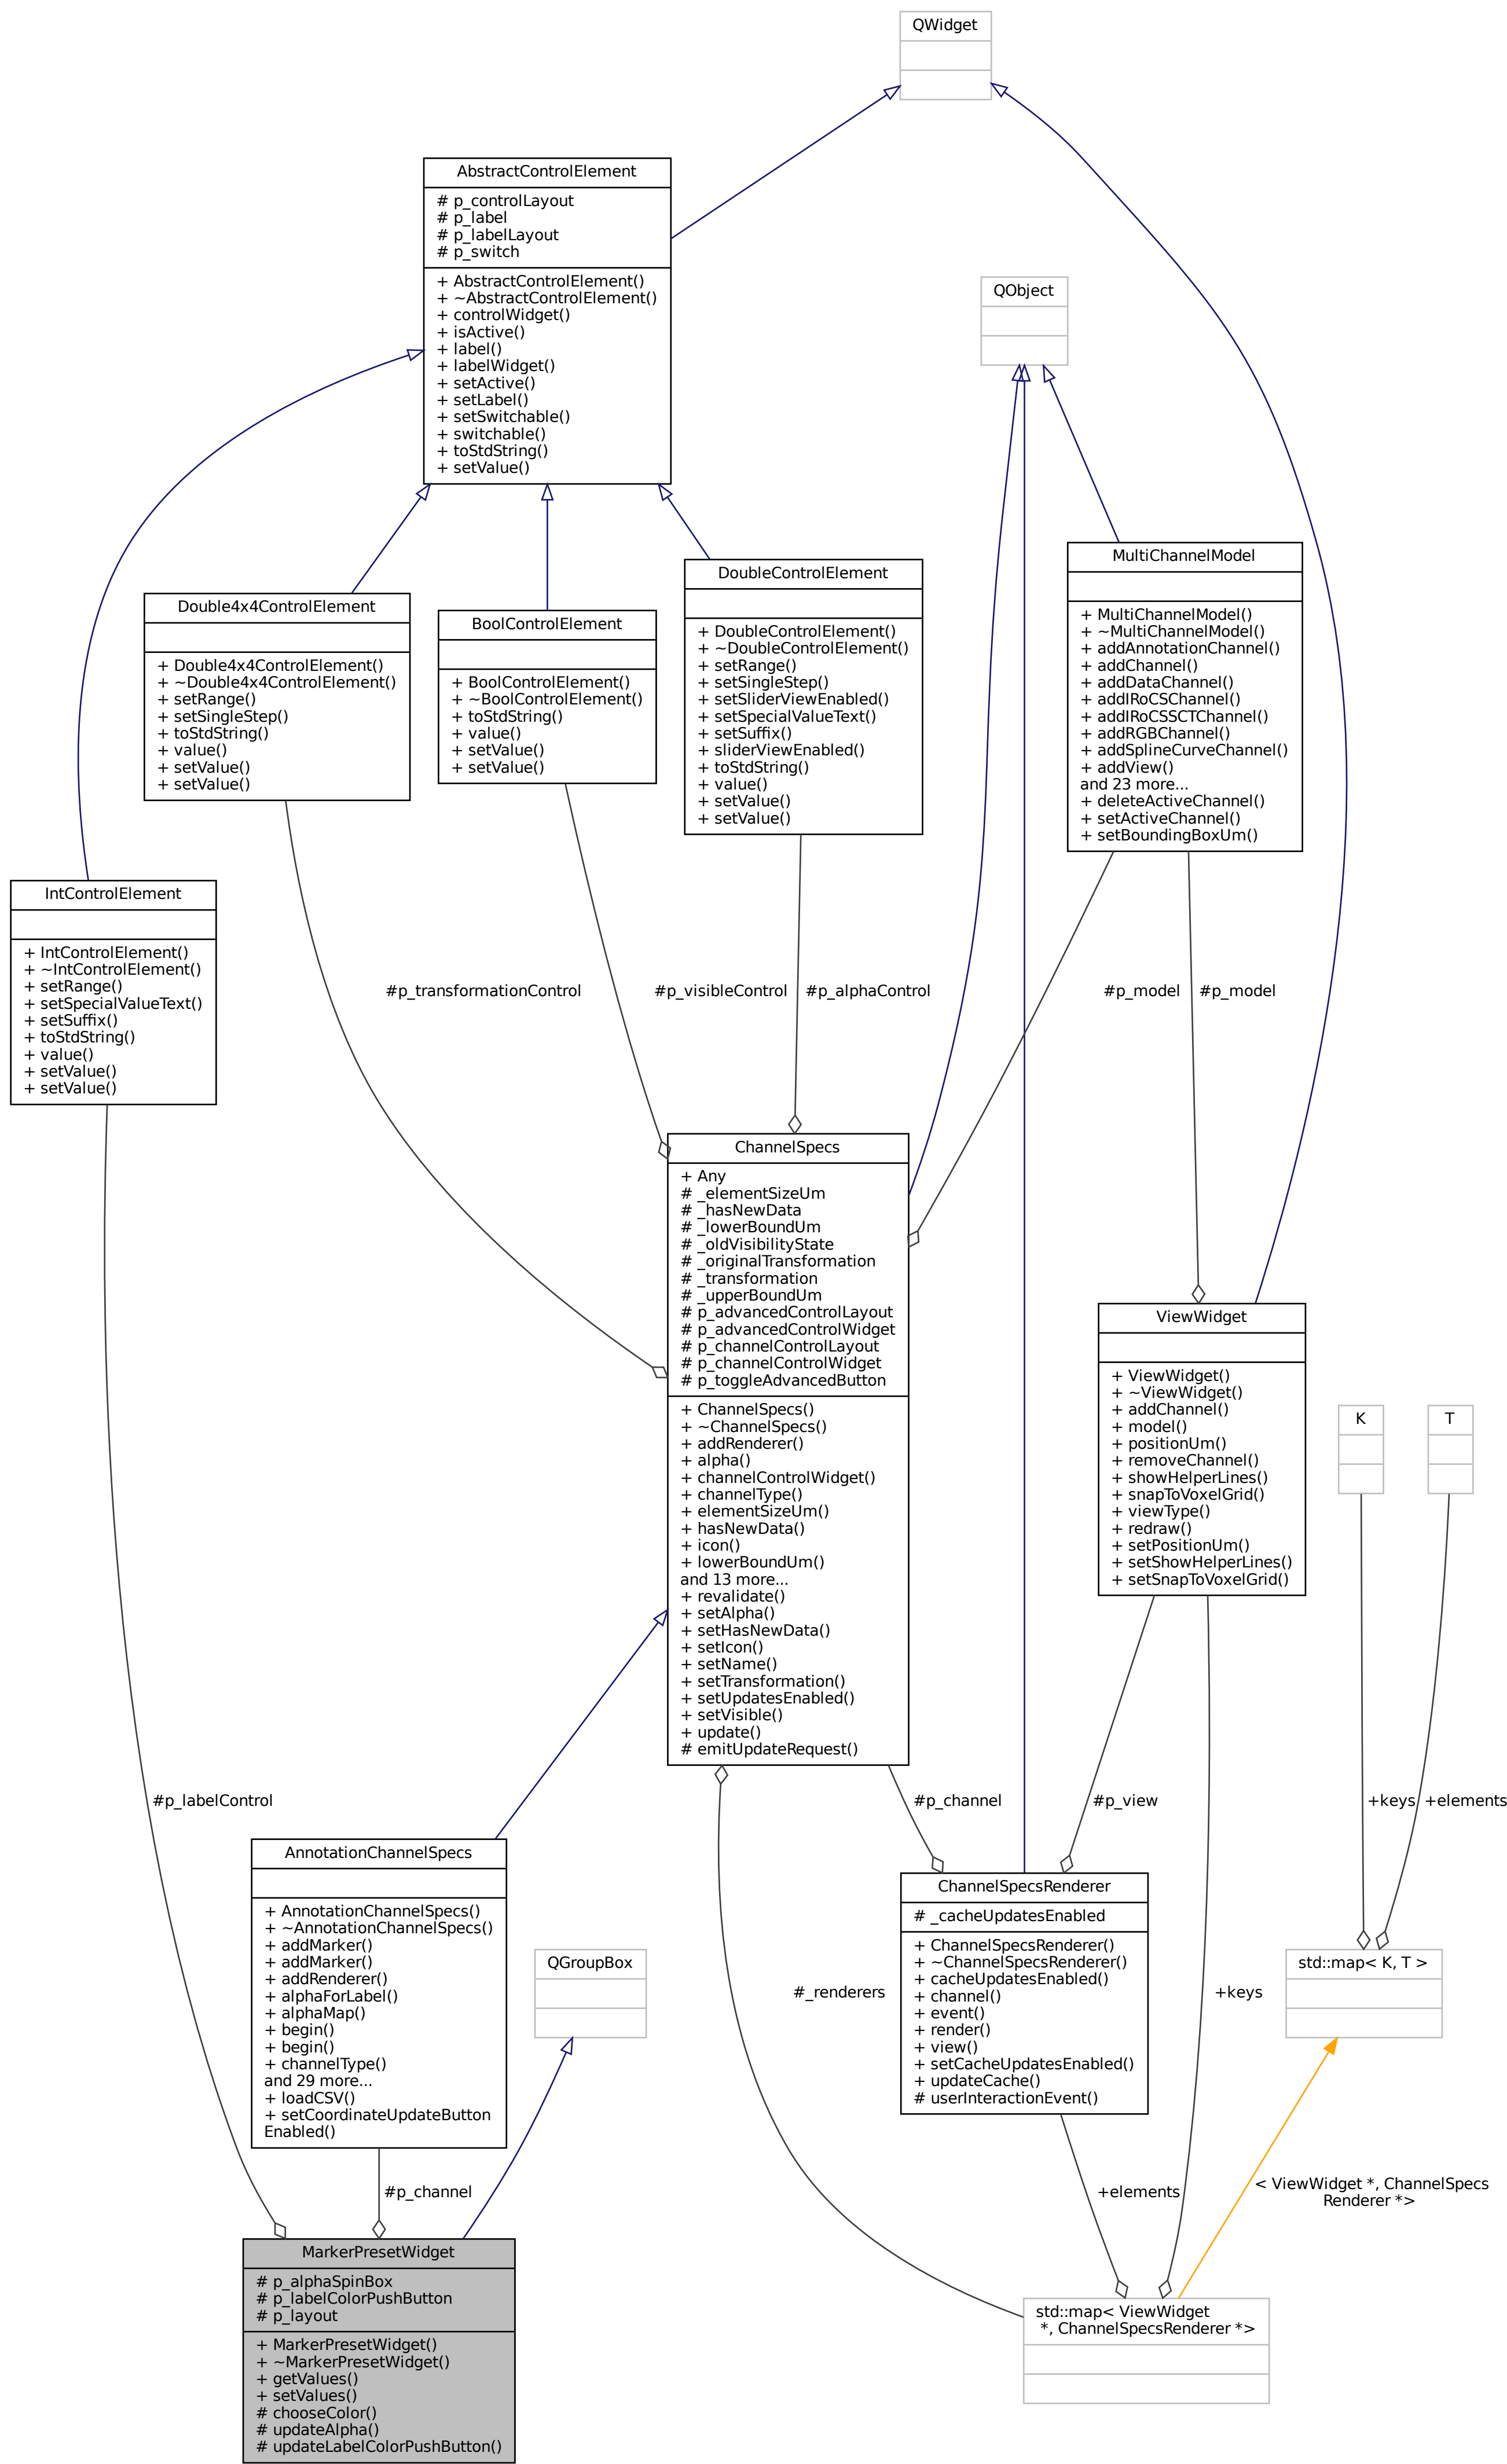 QWidget
AbstractControlElement
# p_controlLayout
# p_label
# p_labelLayout
# p_switch
+ AbstractControlElement()
+ ~AbstractControlElement()
+ controlWidget()
+ isActive()
+ label()
+ labelWidget()
+ setActive()
+ setLabel()
+ setSwitchable()
+ switchable()
+ toStdString()
+ setValue()
QObject
Double4x4ControlElement
+ Double4x4ControlElement()
+ ~Double4x4ControlElement()
+ setRange()
+ setSingleStep()
+ toStdString()
+ value()
+ setValue()
+ setValue()
BoolControlElement
+ BoolControlElement()
+ ~BoolControlElement()
+ toStdString()
+ value()
+ setValue()
+ setValue()
DoubleControlElement
+ DoubleControlElement()
+ ~DoubleControlElement()
+ setRange()
+ setSingleStep()
+ setSliderViewEnabled()
+ setSpecialValueText()
+ setSuffix()
+ sliderViewEnabled()
+ toStdString()
+ value()
+ setValue()
+ setValue()
MultiChannelModel
+ MultiChannelModel()
+ ~MultiChannelModel()
+ addAnnotationChannel()
+ addChannel()
+ addDataChannel()
+ addIRoCSChannel()
+ addIRoCSSCTChannel()
+ addRGBChannel()
+ addSplineCurveChannel()
+ addView()
and 23 more...
+ deleteActiveChannel()
+ setActiveChannel()
+ setBoundingBoxUm()
IntControlElement
+ IntControlElement()
+ ~IntControlElement()
+ setRange()
+ setSpecialValueText()
+ setSuffix()
+ toStdString()
+ value()
+ setValue()
+ setValue()
#p_transformationControl
#p_visibleControl
#p_alphaControl
#p_model
#p_model
ChannelSpecs
+ Any
# _elementSizeUm
# _hasNewData
# _lowerBoundUm
# _oldVisibilityState
# _originalTransformation
# _transformation
# _upperBoundUm
# p_advancedControlLayout
# p_advancedControlWidget
# p_channelControlLayout
# p_channelControlWidget
# p_toggleAdvancedButton
+ ChannelSpecs()
+ ~ChannelSpecs()
+ addRenderer()
+ alpha()
+ channelControlWidget()
+ channelType()
+ elementSizeUm()
+ hasNewData()
+ icon()
+ lowerBoundUm()
and 13 more...
+ revalidate()
+ setAlpha()
+ setHasNewData()
+ setIcon()
+ setName()
+ setTransformation()
+ setUpdatesEnabled()
+ setVisible()
+ update()
# emitUpdateRequest()
ViewWidget
+ ViewWidget()
+ ~ViewWidget()
+ addChannel()
+ model()
+ positionUm()
+ removeChannel()
+ showHelperLines()
+ snapToVoxelGrid()
+ viewType()
+ redraw()
+ setPositionUm()
+ setShowHelperLines()
+ setSnapToVoxelGrid()
K
T
#p_labelControl
#p_channel
#p_view
+keys
+elements
AnnotationChannelSpecs
+ AnnotationChannelSpecs()
+ ~AnnotationChannelSpecs()
+ addMarker()
+ addMarker()
+ addRenderer()
+ alphaForLabel()
+ alphaMap()
+ begin()
+ begin()
+ channelType()
and 29 more...
+ loadCSV()
+ setCoordinateUpdateButton
Enabled()
QGroupBox
#_renderers
ChannelSpecsRenderer
# _cacheUpdatesEnabled
+ ChannelSpecsRenderer()
+ ~ChannelSpecsRenderer()
+ cacheUpdatesEnabled()
+ channel()
+ event()
+ render()
+ view()
+ setCacheUpdatesEnabled()
+ updateCache()
# userInteractionEvent()
+keys
std::map< K, T >
#p_channel
+elements
< ViewWidget *, ChannelSpecs
Renderer *>
MarkerPresetWidget
# p_alphaSpinBox
# p_labelColorPushButton
# p_layout
+ MarkerPresetWidget()
+ ~MarkerPresetWidget()
+ getValues()
+ setValues()
# chooseColor()
# updateAlpha()
# updateLabelColorPushButton()
std::map< ViewWidget
*, ChannelSpecsRenderer *>